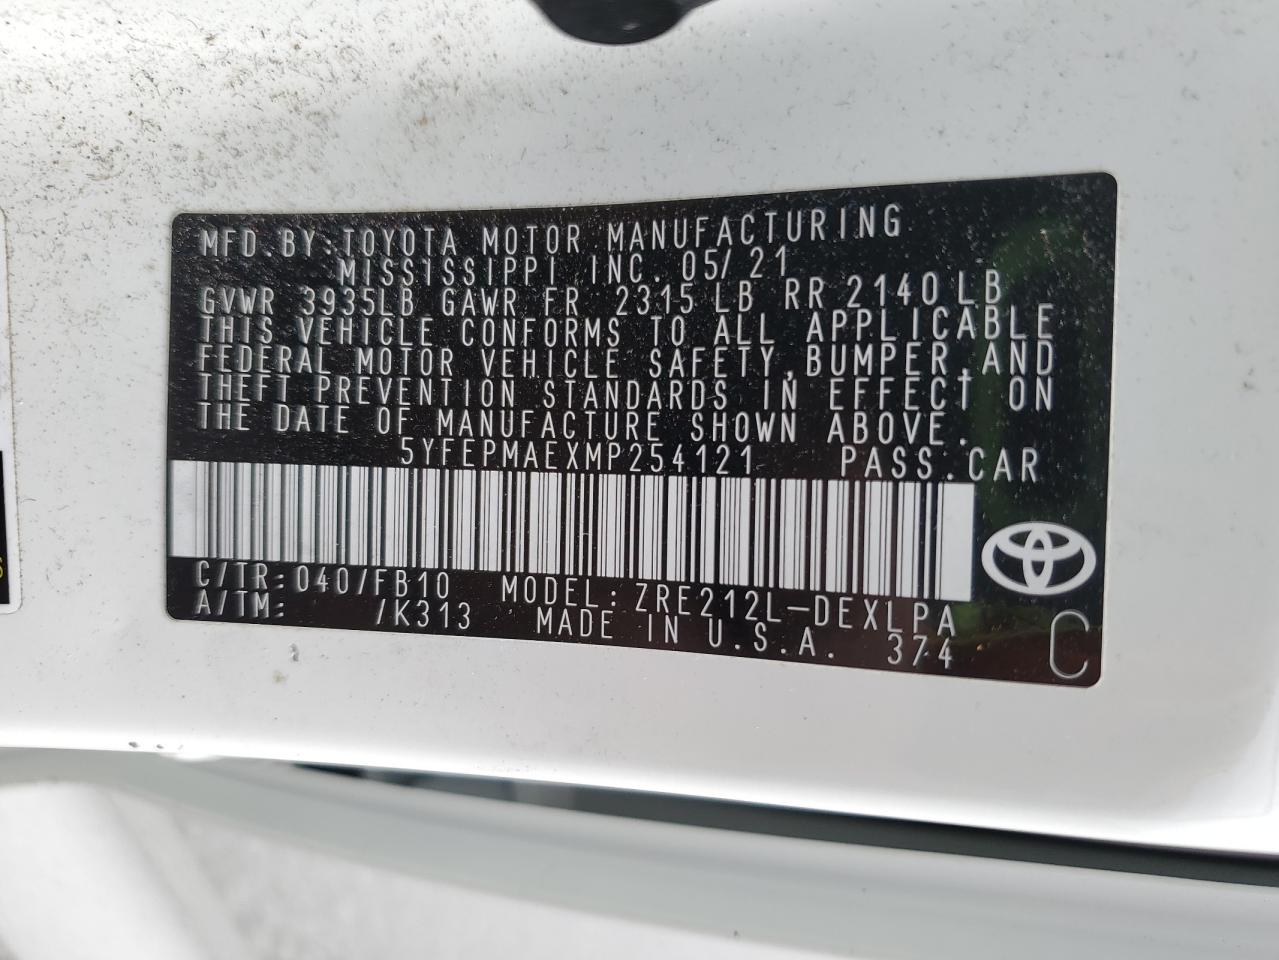 MFD.BY:TOYOTA MOTOR MANUFACTURING
MISSISSIPPI INC. 05/21
GVWR 3935LB GAWR FR 2315 LB RR 2140 LB
THIS VEHICLE CONFORMS TO ALL APPLICABLE
FEDERAL MOTOR VEHICLE SAFETY,BUMPER,AND
THEFT PREVENTION STANDARDS IN EFFECT ON
THE DATE OF MANUFACTURE SHOWN ABOVE.
5YFEPMAEXMP254121 PASS.CAR
C/TR:040/FB10 MODEL:ZRE212L-DEXLPA
A/TM: /K313 MADE IN U.S.A. 374 C